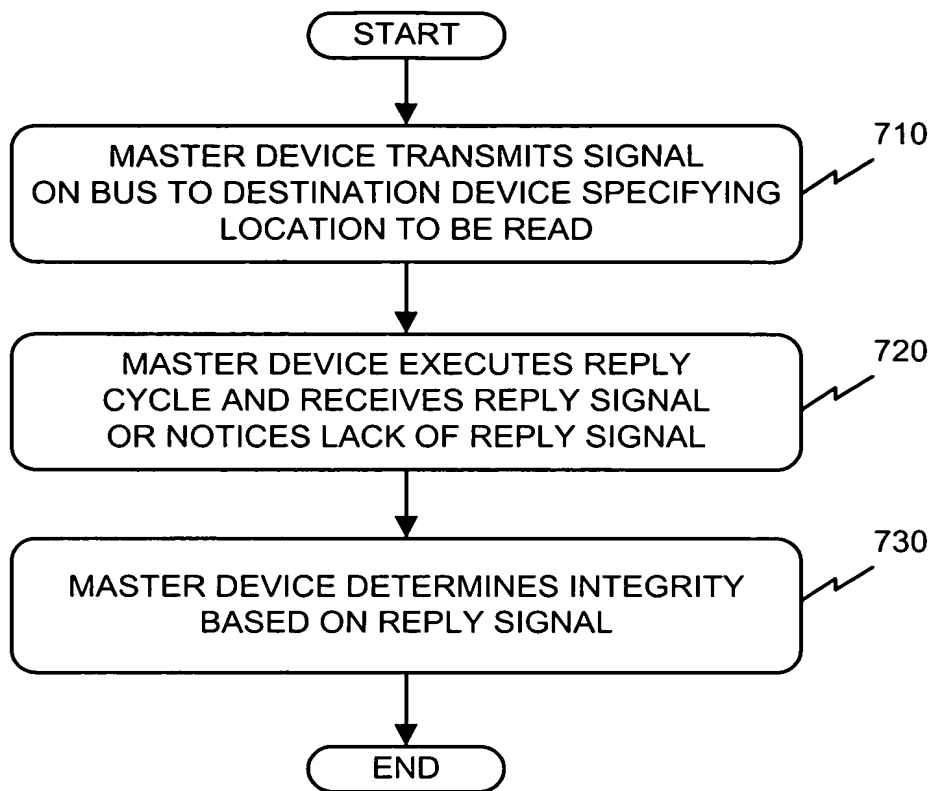 START
710
MASTER DEVICE TRANSMITS SIGNAL
ON BUS TO DESTINATION DEVICE SPECIFYING
LOCATION TO BE READ
720
MASTER DEVICE EXECUTES REPLY
CYCLE AND RECEIVES REPLY SIGNAL
OR NOTICES LACK OF REPLY SIGNAL
730
MASTER DEVICE DETERMINES INTEGRITY
BASED ON REPLY SIGNAL
END